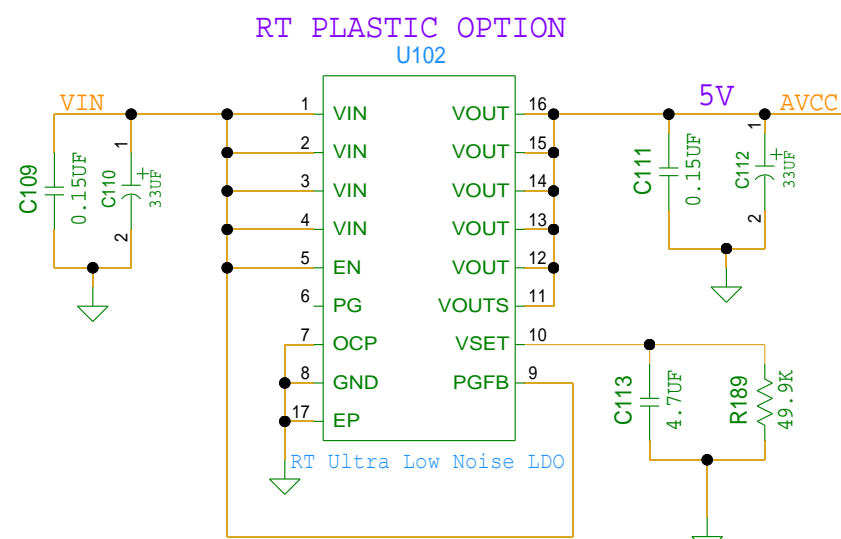 RT PLASTIC OPTION
U102
VIN
1 VIN VOUT 16
5V
AVCC
2 VIN VOUT 15
3 VIN VOUT 14
4 VIN VOUT 13
5 EN VOUT 12
6 PG VOUTS 11
7 OCP VSET 10
8 GND PGFB 9
17 EP
C109
0.15UF
1
C110
+
33UF
2
C111
0.15UF
1
C112
+
33UF
2
C113
4.7UF
R189
49.9K
RT Ultra Low Noise LDO